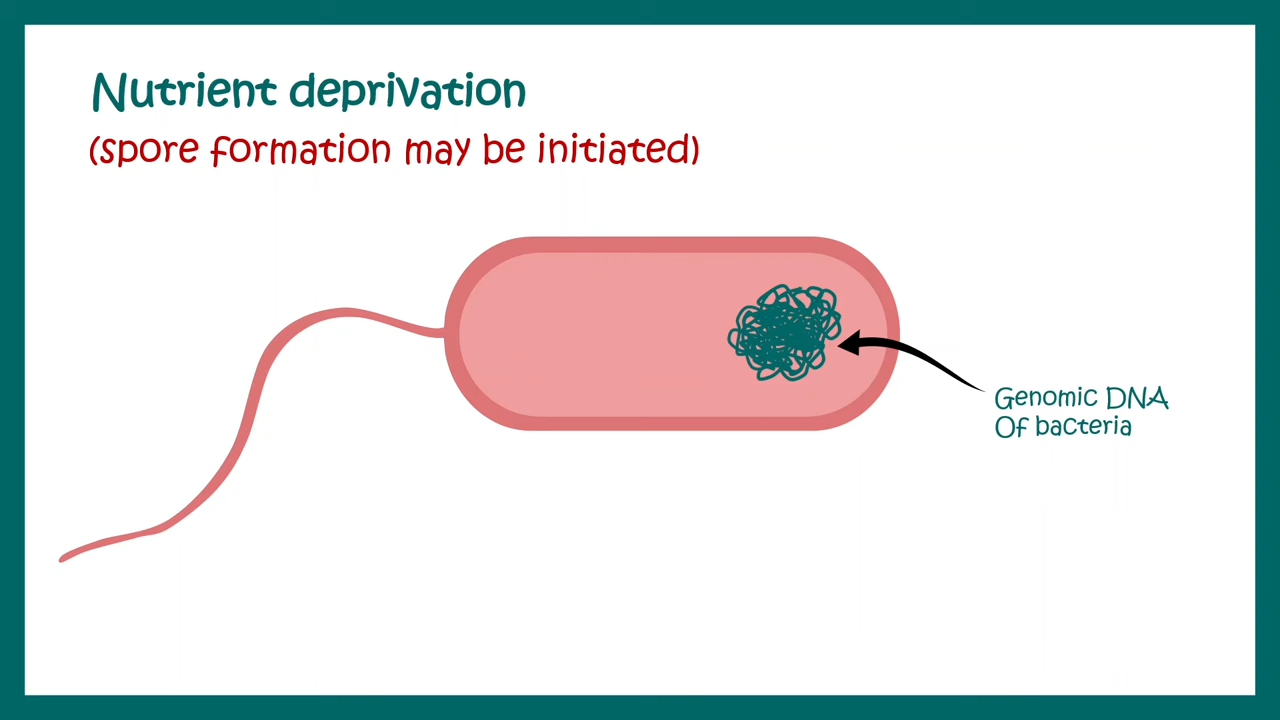 Nutrient deprivation
(spore formation may be initiated)
Genomic DNA
Of bacteria